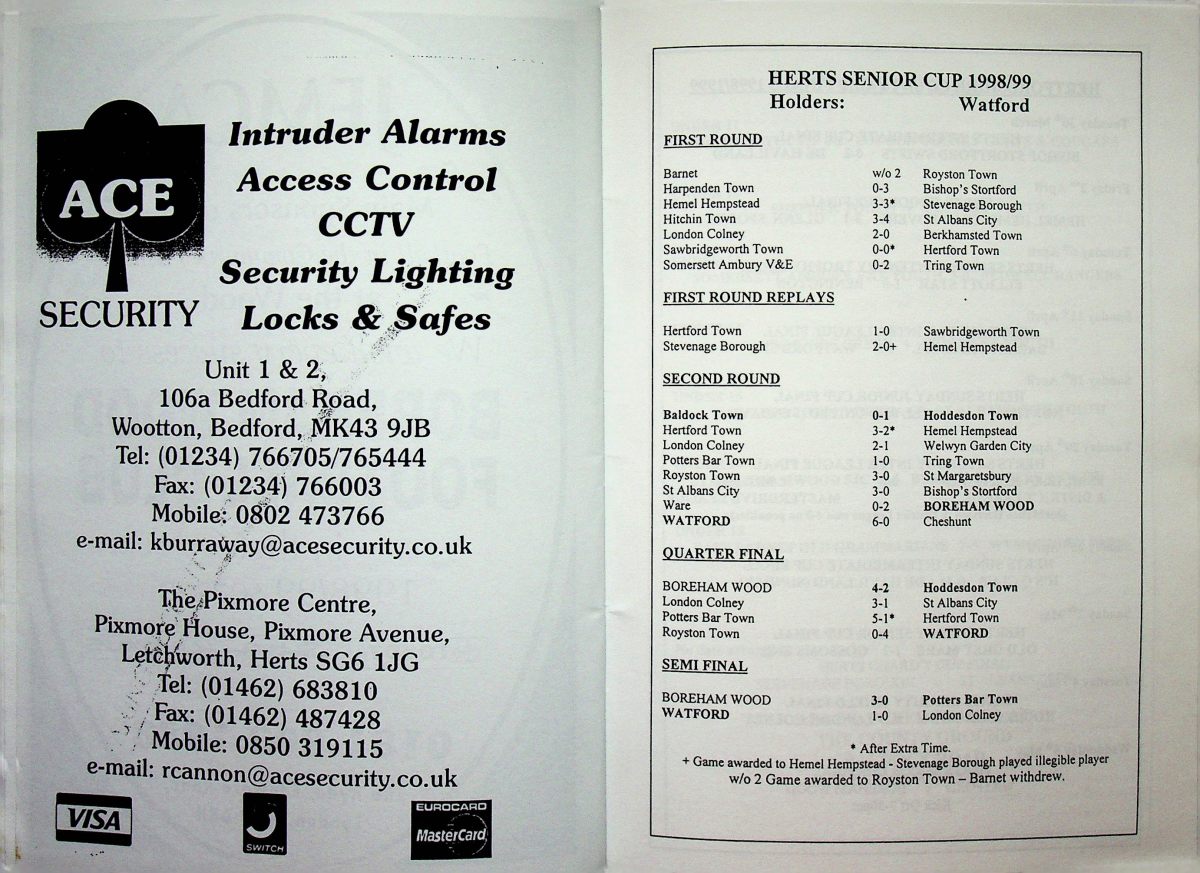 ACE
SECURITY
Intruder Alarms
Access Control
CCTV
Security Lighting
Locks & Safes
Unit 1 & 2,
106a Bedford Road,
Wootton, Bedford, MK43 9JB
Tel: (01234) 766705/765444
Fax: (01234) 766003
Mobile: 0802 473766
e-mail: kburraway@acesecurity.co.uk
The Pixmore Centre,
Pixmore House, Pixmore Avenue,
Letchworth, Herts SG6 1JG
Tel: (01462) 683810
Fax: (01462) 487428
Mobile: 0850 319115
e-mail: rcannon@acesecurity.co.uk
VISA
SWITCH
EUROCARD
MasterCard
HERTS SENIOR CUP 1998/99
Holders: Watford
FIRST ROUND
Barnet w/o 2 Royston Town
Harpenden Town 0-3 Bishop's Stortford
Hemel Hempstead 3-3* Stevenage Borough
Hitchin Town 3-4 St Albans City
London Colney 2-0 Berkhamsted Town
Sawbridgeworth Town 0-0* Hertford Town
Somersett Ambury V&E 0-2 Tring Town
FIRST ROUND REPLAYS
Hertford Town 1-0 Sawbridgeworth Town
Stevenage Borough 2-0+ Hemel Hempstead
SECOND ROUND
Baldock Town 0-1 Hoddesdon Town
Hertford Town 3-2* Hemel Hempstead
London Colney 2-1 Welwyn Garden City
Potters Bar Town 1-0 Tring Town
Royston Town 3-0 St Margaretsbury
St Albans City 3-0 Bishop's Stortford
Ware 0-2 BOREHAM WOOD
WATFORD 6-0 Cheshunt
QUARTER FINAL
BOREHAM WOOD 4-2 Hoddesdon Town
London Colney 3-1 St Albans City
Potters Bar Town 5-1* Hertford Town
Royston Town 0-4 WATFORD
SEMI FINAL
BOREHAM WOOD 3-0 Potters Bar Town
WATFORD 1-0 London Colney
* After Extra Time.
+ Game awarded to Hemel Hempstead - Stevenage Borough played illegible player
w/o 2 Game awarded to Royston Town – Barnet withdrew.